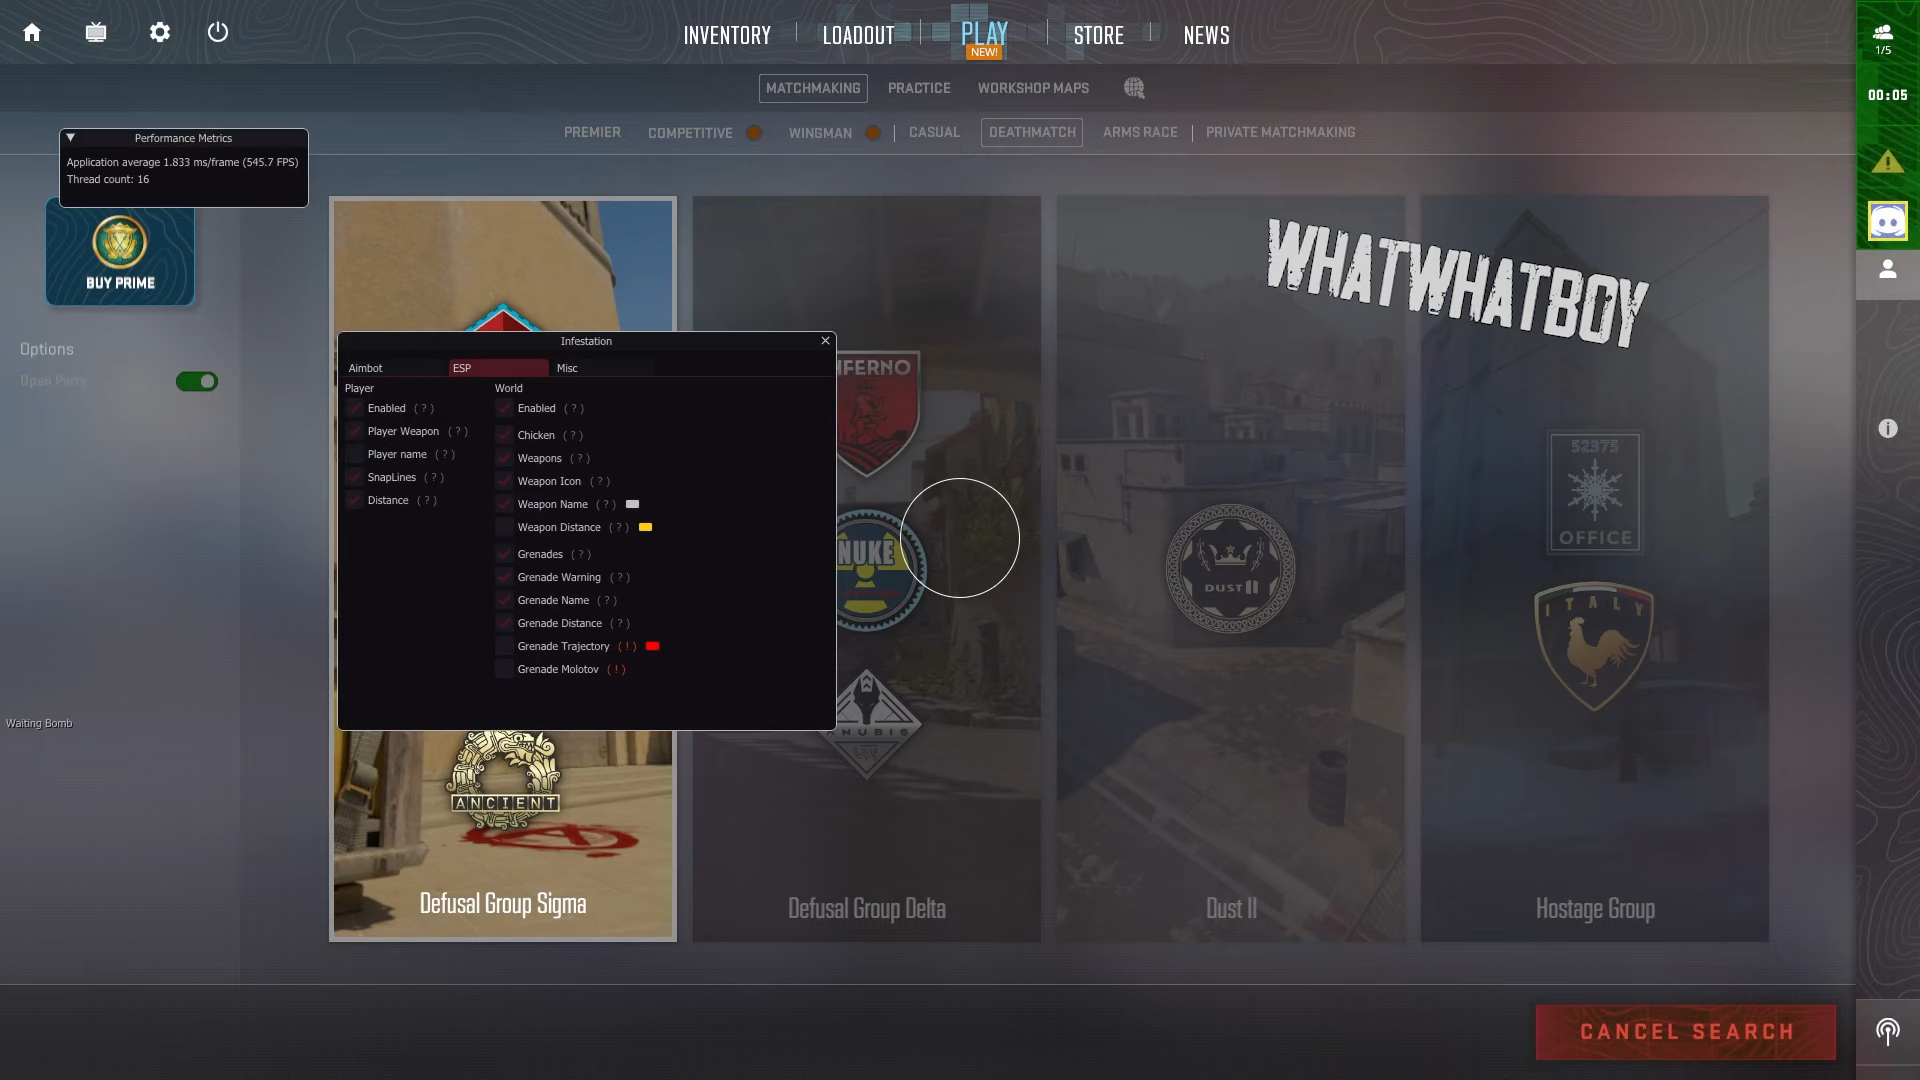 INVENTORY
LOADOUT
PLAY
NEW!
STORE
NEWS
1/5
00:05
MATCHMAKING
PRACTICE
WORKSHOP MAPS
PREMIER
COMPETITIVE
WINGMAN
CASUAL
DEATHMATCH
ARMS RACE
PRIVATE MATCHMAKING
Performance Metrics
Application average 1.833 ms/frame (545.7 FPS)
Thread count: 16
BUY PRIME
Options
Open Party
WHATWHATBOY
Infestation
Aimbot
ESP
Misc
Player
Enabled (?)
Player Weapon (?)
Player name (?)
SnapLines (?)
Distance (?)
World
Enabled (?)
Chicken (?)
Weapons (?)
Weapon Icon (?)
Weapon Name (?)
Weapon Distance (?)
Grenades (?)
Grenade Warning (?)
Grenade Name (?)
Grenade Distance (?)
Grenade Trajectory (!)
Grenade Molotov (!)
NFERNO
NUKE
ANUBIS
DUST II
52375
OFFICE
ITALY
Waiting Bomb
ANCIENT
A
Defusal Group Sigma
Defusal Group Delta
Dust II
Hostage Group
CANCEL SEARCH